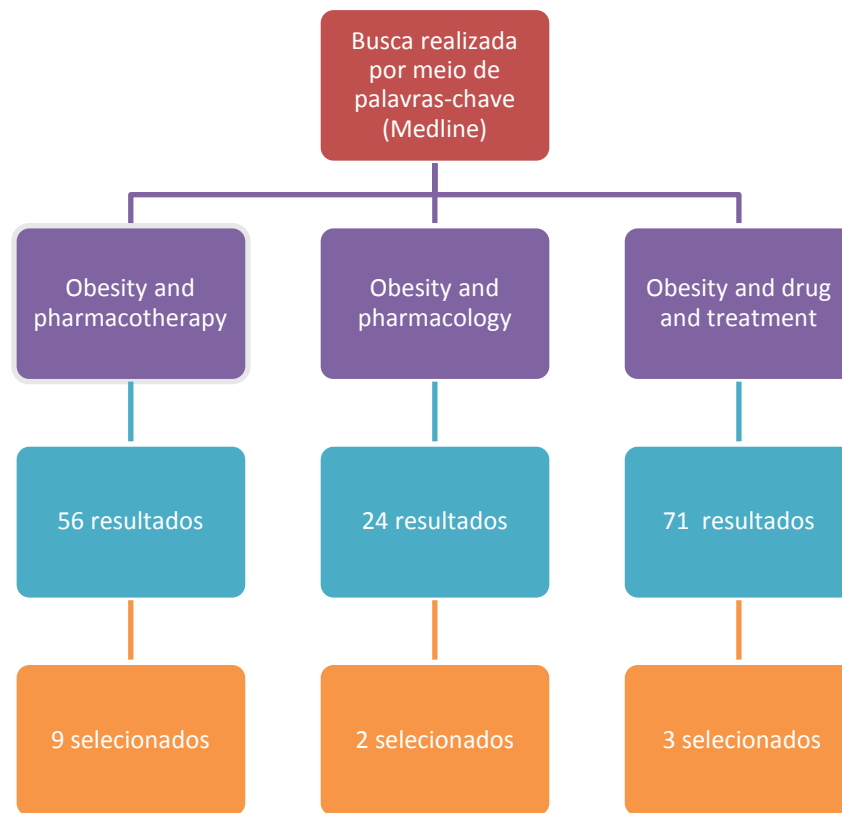 Busca realizada
por meio de
palavras-chave
(Medline)
Obesity and
pharmacotherapy
Obesity and
pharmacology
Obesity and drug
and treatment
56 resultados
24 resultados
71 resultados
9 selecionados
2 selecionados
3 selecionados